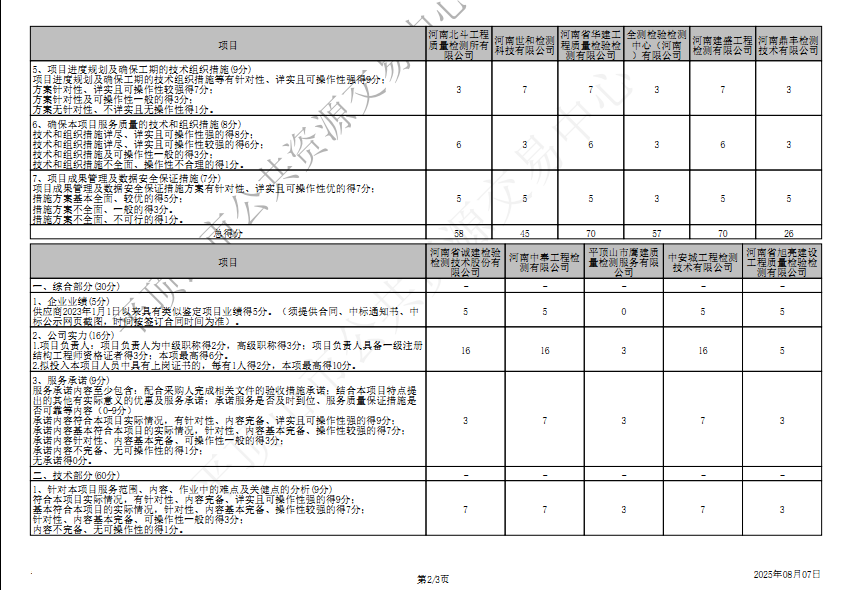 项目 河南北斗工程质量检测所有限公司 河南世和检测科技有限公司 河南省华建工程质量检验检测有限公司 全测检验检测中心（河南）有限公司 河南建盛工程检测有限公司 河南鼎丰检测技术有限公司
5、项目进度规划及确保工期的技术组织措施(9分)
项目进度规划及确保工期的技术组织措施等有针对性、详实且可操作性强得9分；
方案针对性、详实且可操作性较强得7分；
方案针对性及可操作性一般的得3分；
方案无针对性、不详实且无操作性得1分。
3 7 7 3 7 3
6、确保本项目服务质量的技术和组织措施(8分)
技术和组织措施详尽、详实且可操作性强的得8分；
技术和组织措施详尽、详实且可操作性较强的得6分；
技术和组织措施及可操作性一般的得3分；
技术和组织措施不全面、操作性不合理的得1分。
6 3 6 3 6 3
7、项目成果管理及数据安全保证措施(7分)
项目成果管理及数据安全保证措施方案有针对性、详实且可操作性优的得7分；
措施方案基本全面、较优的得5分；
措施方案不全面、一般的得3分。
措施方案不全面、不可行的得1分。
5 5 5 3 5 5
总得分 58 45 70 57 70 26
项目 河南省诚建检验检测技术股份有限公司 河南中泰工程检测有限公司 平顶山市鹰建质量检测服务有限公司 中安城工程检测技术有限公司 河南省旭亮建设工程质量检验检测有限公司
一、综合部分(30分) - - - - -
1、企业业绩(5分)
供应商2023年1月1日以来具有类似鉴定项目业绩得5分。（须提供合同、中标通知书、中
标公示网页截图，时间按签订合同时间为准）。
5 5 0 5 5
2、公司实力(16分)
1.项目负责人：项目负责人为中级职称得2分，高级职称得3分；项目负责人具备一级注册
结构工程师资格证者得3分；本项最高得6分。
2.拟投入本项目人员中具有上岗证书的，每有1人得2分，本项最高得10分。
16 16 3 16 5
3、服务承诺(9分)
服务承诺内容至少包含：配合采购人完成相关文件的验收措施承诺；结合本项目特点提
出的其他有实际意义的优惠及服务承诺；承诺服务是否及时到位、服务质量保证措施是
否可靠等内容（0-9分）
承诺内容符合本项目实际情况，有针对性、内容完备、详实且可操作性强的得9分；
承诺内容基本符合本项目的实际情况，针对性、内容基本完备、操作性较强的得7分；
承诺内容针对性、内容基本完备、可操作性一般的得3分；
承诺内容不完备、无可操作性的得1分；
无承诺得0分。
3 7 3 7 3
二、技术部分(60分) - - - - -
1、针对本项目服务范围、内容、作业中的难点及关健点的分析(9分)
符合本项目实际情况，有针对性、内容完备、详实且可操作性强的得9分；
基本符合本项目的实际情况，针对性、内容基本完备、操作性较强的得7分；
针对性、内容基本完备、可操作性一般的得3分；
内容不完备、无可操作性的得1分。
7 7 3 7 3
第2/3页
2025年08月07日
平顶山市公共资源交易中心
平顶山市公共资源交易中心